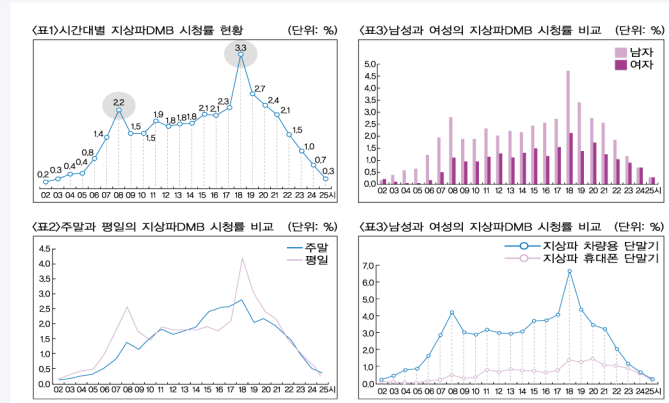 〈표1〉시간대별 지상파DMB 시청률 현황 (단위: %)
0.2 0.3 0.4 0.4 0.8 1.4 2.2 1.5 1.5 1.9 1.8 1.8 1.8 2.1 2.1 2.3 3.3 2.7 2.4 2.1 1.5 1.0 0.7 0.3
02 03 04 05 06 07 08 09 10 11 12 13 14 15 16 17 18 19 20 21 22 23 24 25시
〈표3〉남성과 여성의 지상파DMB 시청률 비교 (단위: %)
남자
여자
5.0
4.5
4.0
3.5
3.0
2.5
2.0
1.5
1.0
0.5
0.0
02 03 04 05 06 07 08 09 10 11 12 13 14 15 16 17 18 19 20 21 22 23 24 25시
〈표2〉주말과 평일의 지상파DMB 시청률 비교 (단위: %)
주말
평일
4.5
4.0
3.5
3.0
2.5
2.0
1.5
1.0
0.5
0.0
02 03 04 05 06 07 08 09 10 11 12 13 14 15 16 17 18 19 20 21 22 23 24 25시
〈표3〉남성과 여성의 지상파DMB 시청률 비교 (단위: %)
지상파 차량용 단말기
지상파 휴대폰 단말기
7.0
6.0
5.0
4.0
3.0
2.0
1.0
0.0
02 03 04 05 06 07 08 09 10 11 12 13 14 15 16 17 18 19 20 21 22 23 24 25시